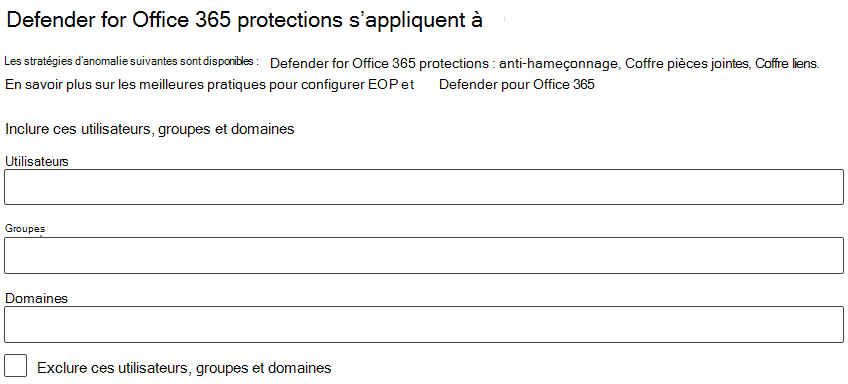 Defender for Office 365 protections s’appliquent à
Les stratégies d’anomalie suivantes sont disponibles : Defender for Office 365 protections : anti-hameçonnage, Coffre pièces jointes, Coffre liens.
En savoir plus sur les meilleures pratiques pour configurer EOP et Defender pour Office 365
Inclure ces utilisateurs, groupes et domaines
Utilisateurs
Groupes
Domaines
Exclure ces utilisateurs, groupes et domaines